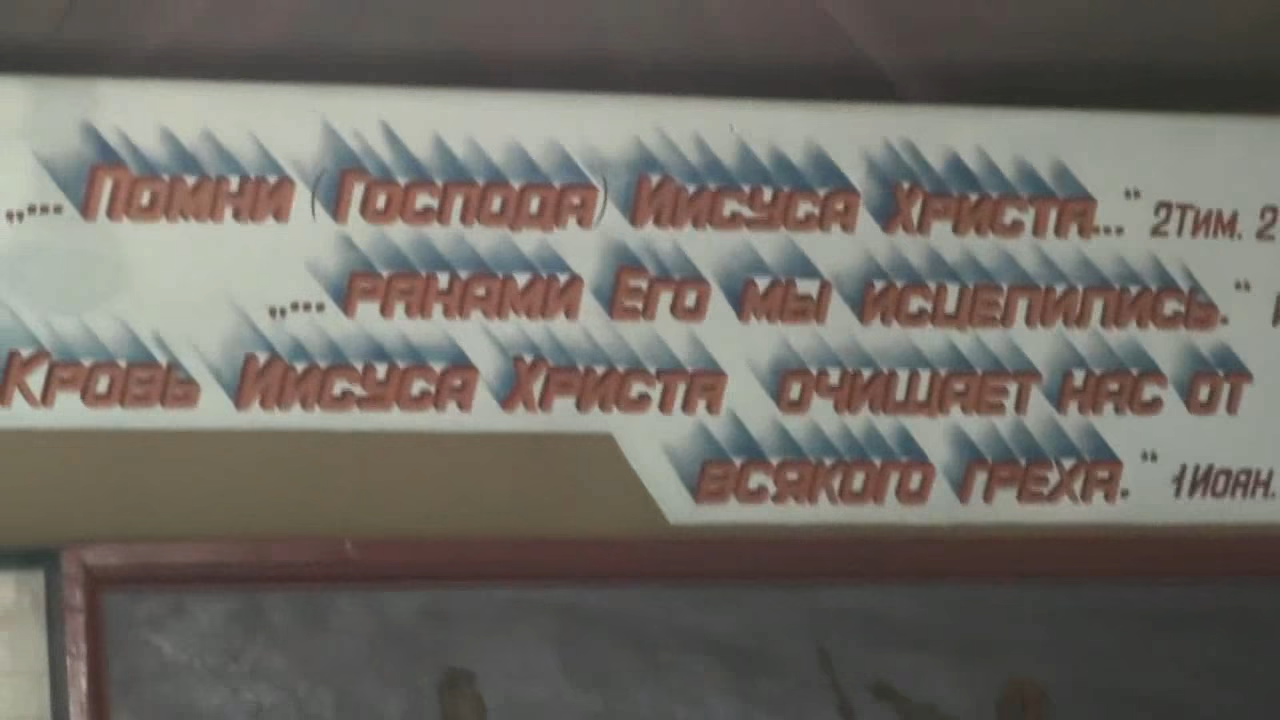 „... Помни (Господа) Иисуса Христа...“ 2Тим. 2
„... ранами Его мы исцелились.“
Кровь Иисуса Христа очищает нас от
всякого греха.“ 1Иоан.